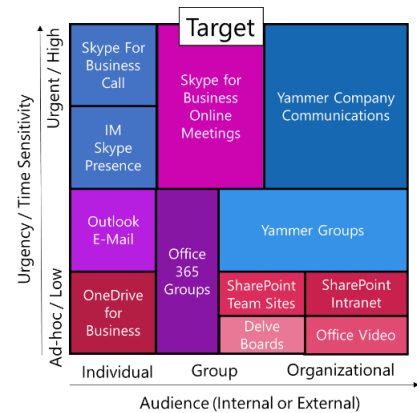 Target
Urgent / High
Skype For
Business
Call
Skype for
Business
Online
Meetings
Yammer Company
Communications
IM
Skype
Presence
Urgency / Time Sensitivity
Outlook
E-Mail
Office
365
Groups
Yammer Groups
Ad-hoc / Low
OneDrive
for
Business
SharePoint
Team Sites
SharePoint
Intranet
Delve
Boards
Office Video
Individual
Group
Organizational
Audience (Internal or External)